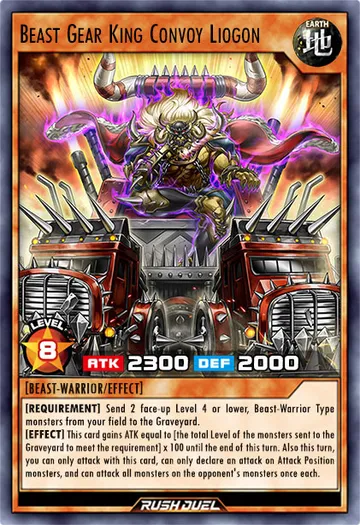 BEAST GEAR KING CONVOY LIOGON
EARTH
地
LEVEL
8
ATK 2300 DEF 2000
[BEAST-WARRIOR/EFFECT]
[REQUIREMENT] Send 2 face-up Level 4 or lower, Beast-Warrior Type
monsters from your field to the Graveyard.
[EFFECT] This card gains ATK equal to [the total Level of the monsters sent to the
Graveyard to meet the requirement] x 100 until the end of this turn. Also this turn,
you can only attack with this card, can only declare an attack on Attack Position
monsters, and can attack all monsters on the opponent's monsters once each.
RUSH DUEL